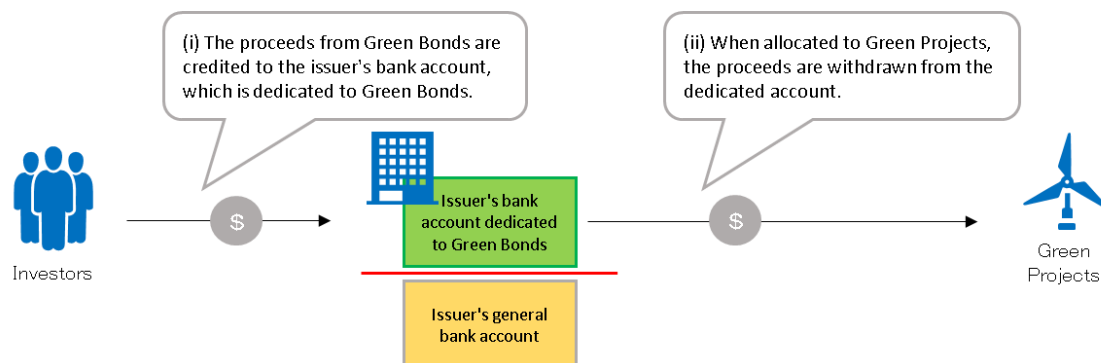 (i) The proceeds from Green Bonds are
credited to the issuer's bank account,
which is dedicated to Green Bonds.
(ii) When allocated to Green Projects,
the proceeds are withdrawn from the
dedicated account.
Investors
$
Issuer's bank
account dedicated
to Green Bonds
$
Green
Projects
Issuer's general
bank account